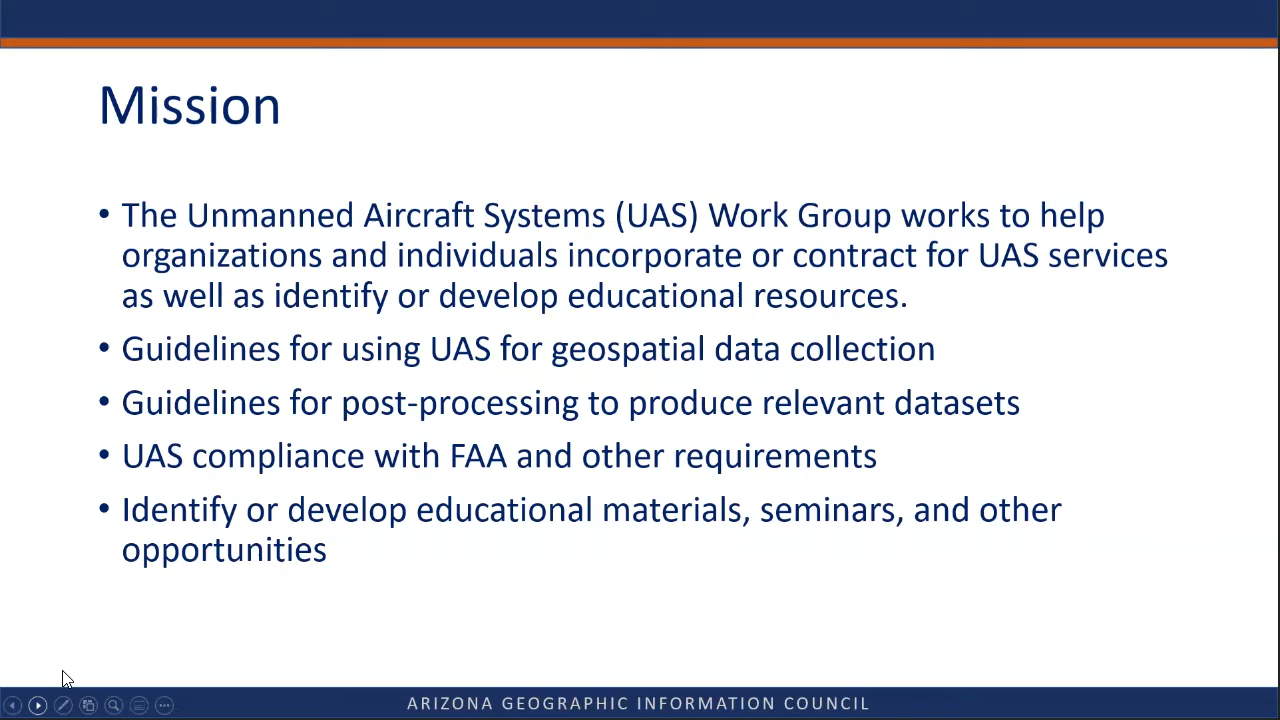 Mission
• The Unmanned Aircraft Systems (UAS) Work Group works to help
organizations and individuals incorporate or contract for UAS services
as well as identify or develop educational resources.
• Guidelines for using UAS for geospatial data collection
• Guidelines for post-processing to produce relevant datasets
• UAS compliance with FAA and other requirements
• Identify or develop educational materials, seminars, and other
opportunities
ARIZONA GEOGRAPHIC INFORMATION COUNCIL